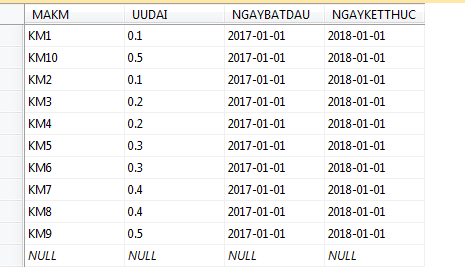 MAKM UUDAI NGAYBATDAU NGAYKETTHUC
KM1 0.1 2017-01-01 2018-01-01
KM10 0.5 2017-01-01 2018-01-01
KM2 0.1 2017-01-01 2018-01-01
KM3 0.2 2017-01-01 2018-01-01
KM4 0.2 2017-01-01 2018-01-01
KM5 0.3 2017-01-01 2018-01-01
KM6 0.3 2017-01-01 2018-01-01
KM7 0.4 2017-01-01 2018-01-01
KM8 0.4 2017-01-01 2018-01-01
KM9 0.5 2017-01-01 2018-01-01
NULL NULL NULL NULL